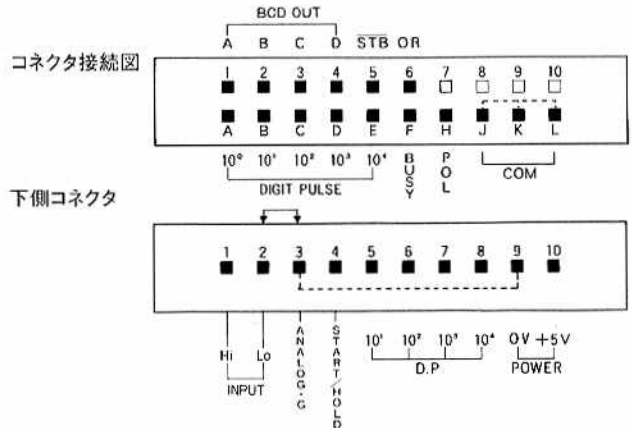 BCD OUT
A B C D S̅T̅B̅ OR
コネクタ接続図
1 2 3 4 5 6 7 8 9 10
A B C D E F H J K L
10⁰ 10¹ 10² 10³ 10⁴ BUSY POL COM
DIGIT PULSE
下側コネクタ
1 2 3 4 5 6 7 8 9 10
Hi Lo ANALOG·G START/HOLD 10¹ 10² 10³ 10⁴ 0V +5V
INPUT D.P POWER